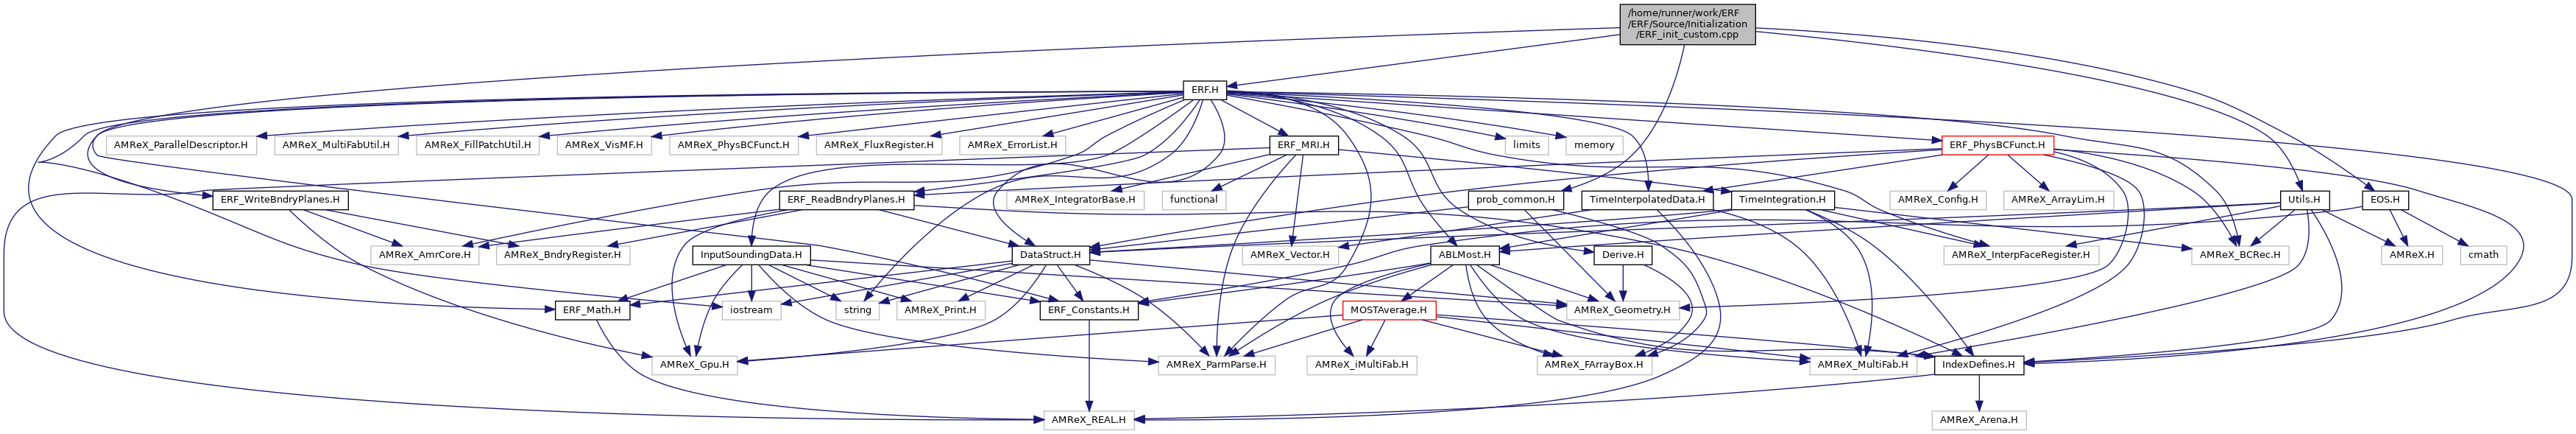 /home/runner/work/ERF
/ERF/Source/Initialization
/ERF_init_custom.cpp
ERF.H
AMReX_ParallelDescriptor.H
AMReX_MultiFabUtil.H
AMReX_FillPatchUtil.H
AMReX_VisMF.H
AMReX_PhysBCFunct.H
AMReX_FluxRegister.H
AMReX_ErrorList.H
ERF_MRI.H
limits
memory
ERF_PhysBCFunct.H
ERF_WriteBndryPlanes.H
ERF_ReadBndryPlanes.H
AMReX_IntegratorBase.H
functional
prob_common.H
TimeInterpolatedData.H
TimeIntegration.H
AMReX_Config.H
AMReX_ArrayLim.H
Utils.H
EOS.H
AMReX_AmrCore.H
AMReX_BndryRegister.H
InputSoundingData.H
DataStruct.H
AMReX_Vector.H
ABLMost.H
Derive.H
AMReX_InterpFaceRegister.H
AMReX_BCRec.H
AMReX.H
cmath
ERF_Math.H
iostream
string
AMReX_Print.H
ERF_Constants.H
MOSTAverage.H
AMReX_Geometry.H
AMReX_Gpu.H
AMReX_ParmParse.H
AMReX_iMultiFab.H
AMReX_FArrayBox.H
AMReX_MultiFab.H
IndexDefines.H
AMReX_REAL.H
AMReX_Arena.H